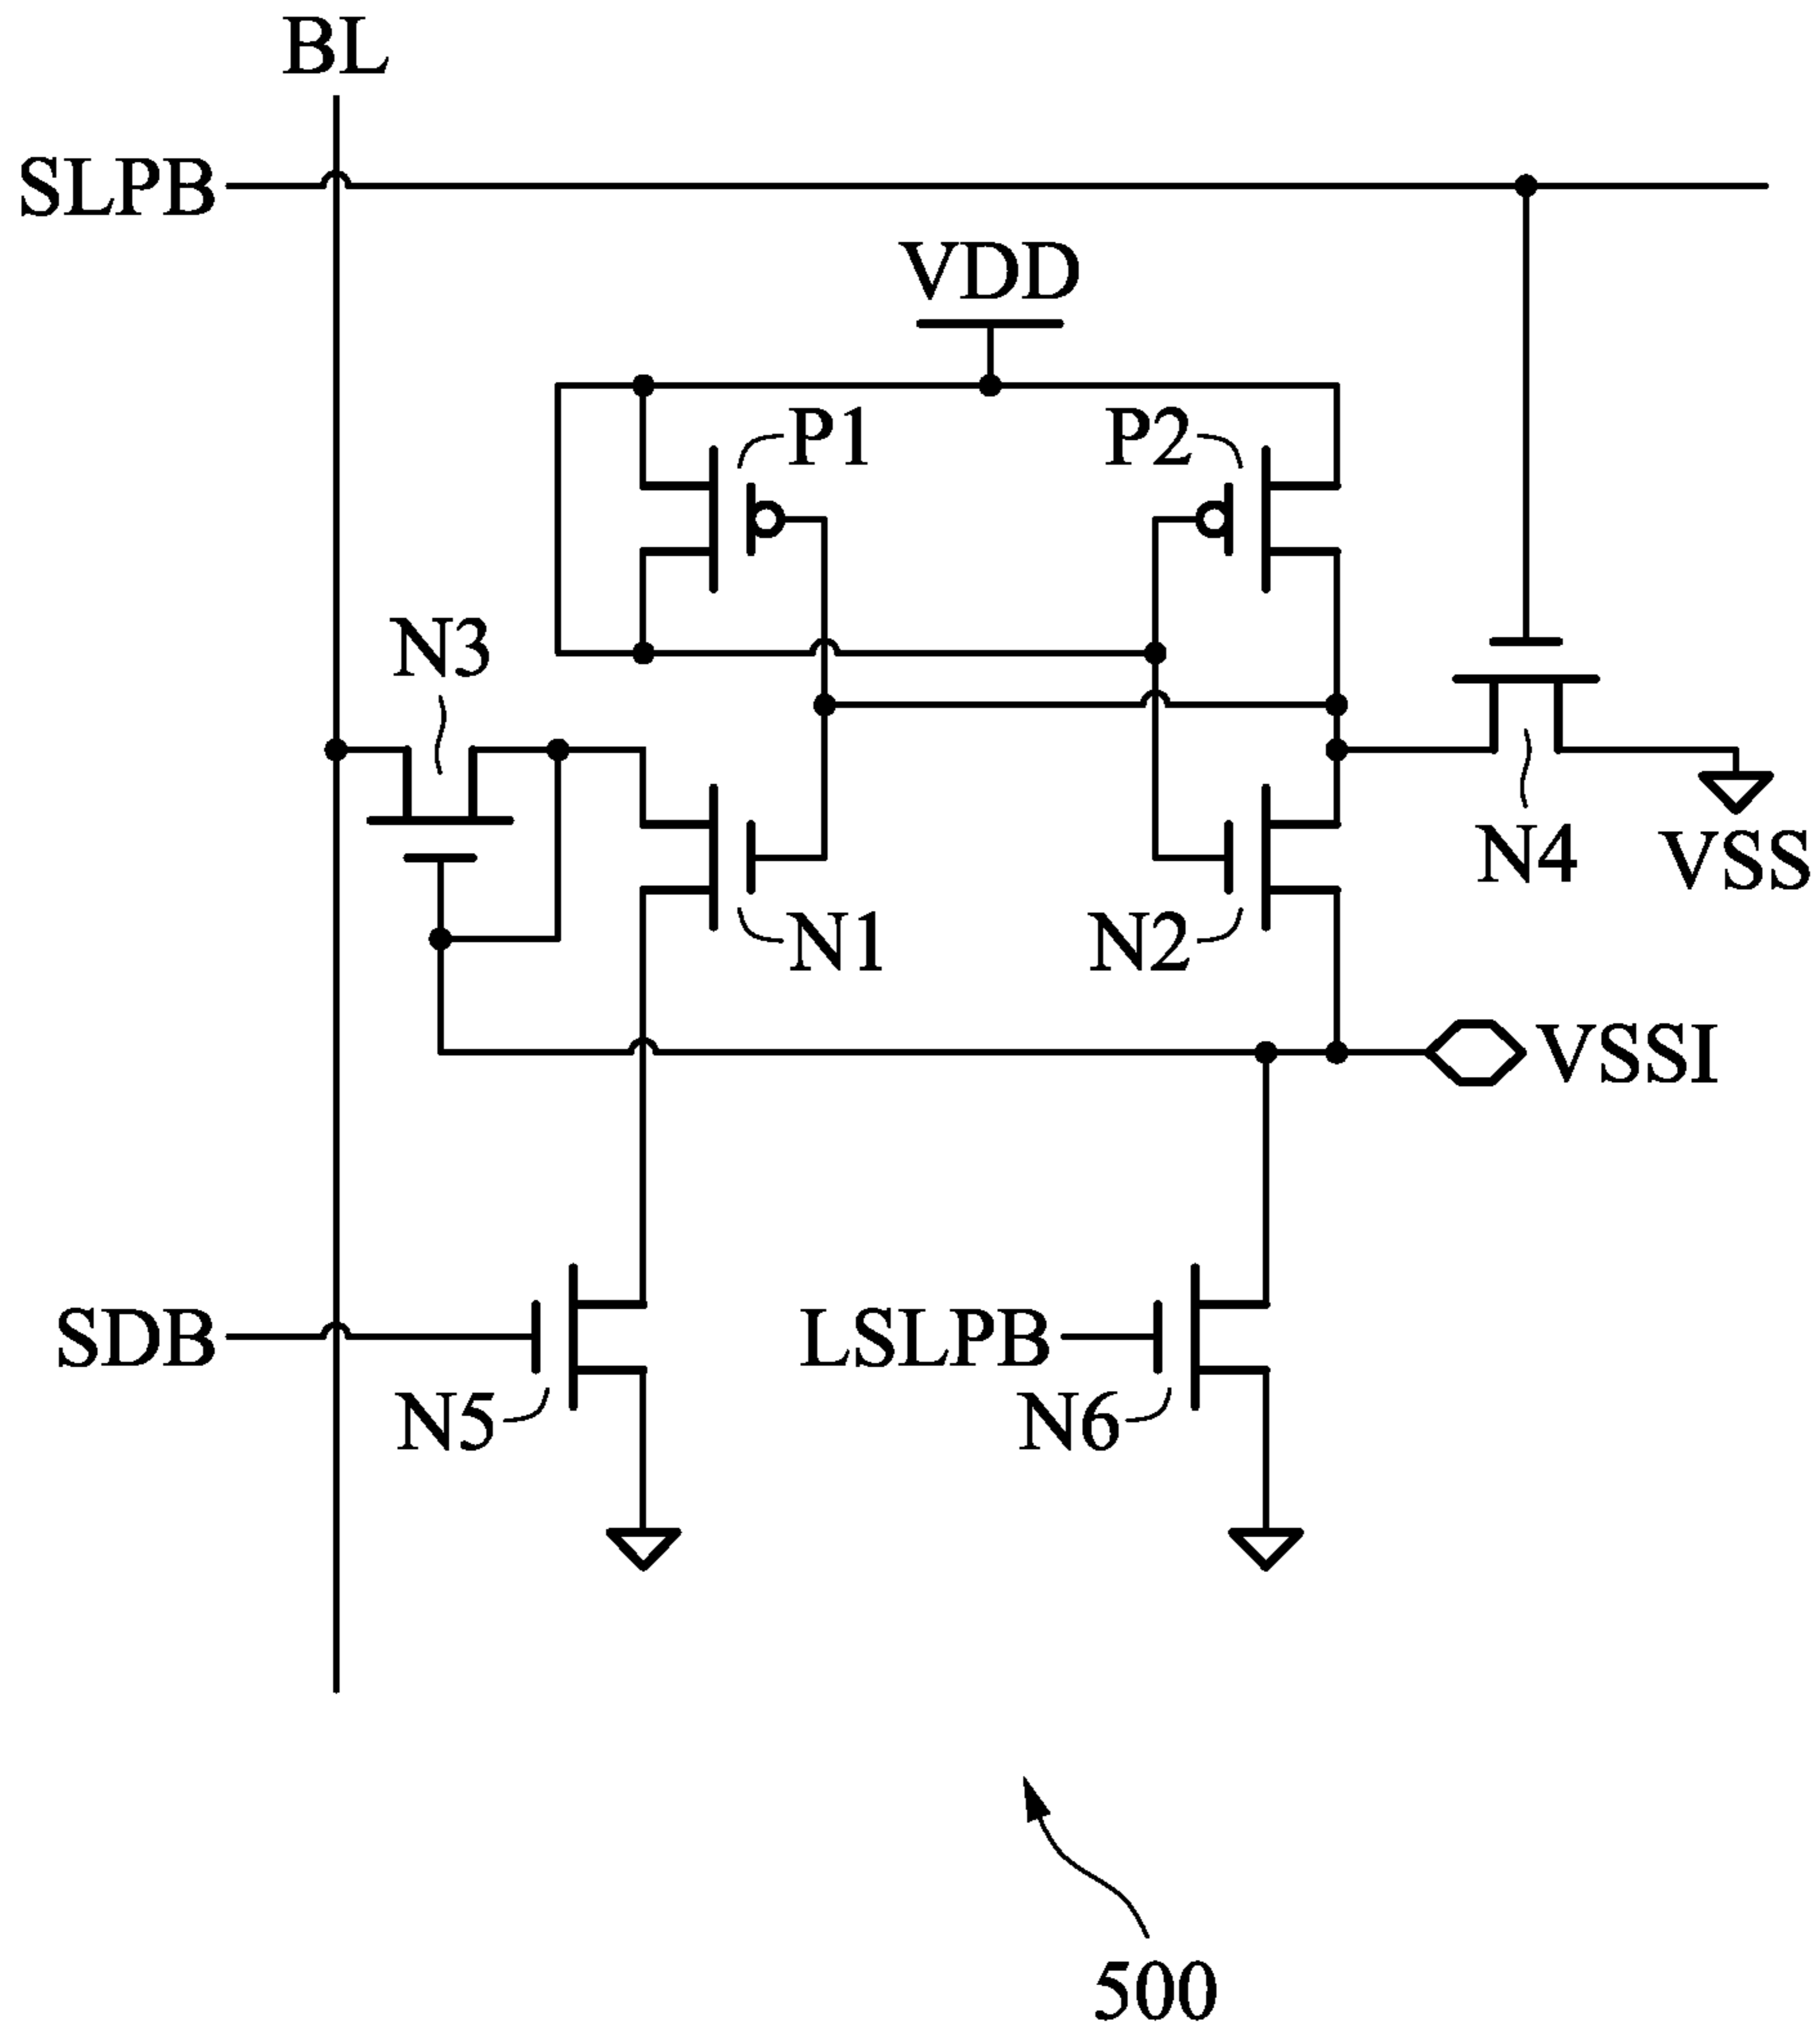 BL
SLPB
VDD
P1
P2
N3
N4
VSS
N1
N2
VSSI
SDB
LSLPB
N5
N6
500